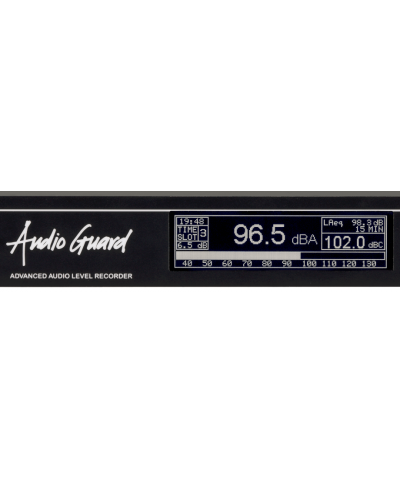 Audio Guard
ADVANCED AUDIO LEVEL RECORDER
19:48
TIME
SLOT 3
6.5 dB
96.5 dBA
LAeq 98.3 dB
15 MIN
102.0 dBC
40 50 60 70 80 90 100 110 120 130